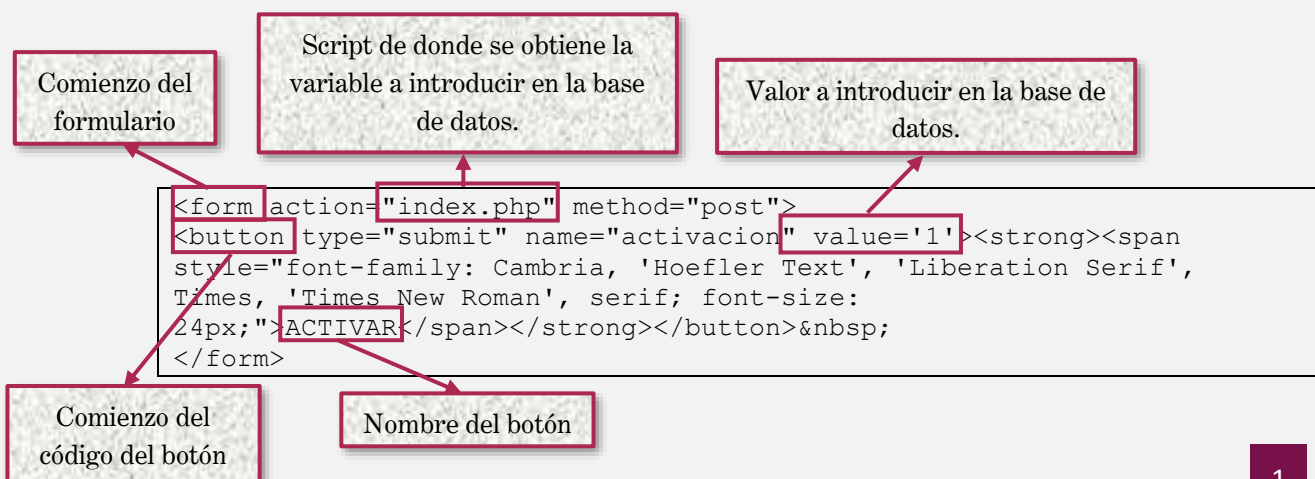 Script de donde se obtiene la
variable a introducir en la base
de datos.
Comienzo del
formulario
Valor a introducir en la base de
datos.
<form action="index.php" method="post">
<button type="submit" name="activacion" value='1'><strong><span
style="font-family: Cambria, 'Hoefler Text', 'Liberation Serif',
Times, 'Times New Roman', serif; font-size:
24px;">ACTIVAR</span></strong></button>&nbsp;
</form>
Comienzo del
código del botón
Nombre del botón
1